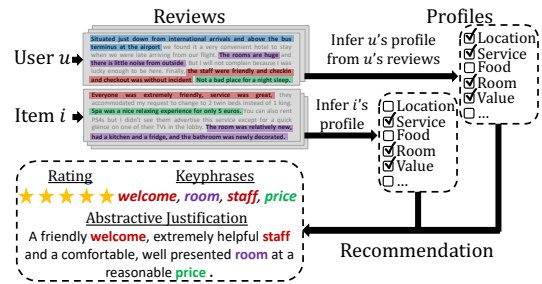 Reviews
Profiles
User u
Situated just down from international arrivals and above the bus
terminus at the airport we found it a very convenient hotel to stay
when we were late arriving from our flight. The rooms are huge and
there is little noise from outside. But I will not complain because I was
lucky enough to be here. Finally, the staff were friendly and checkin
and checkout was without incident. Not a bad place for a night sleep.
Infer u's profile
from u's reviews
Location
Service
Food
Room
Value
...
Item i
Everyone was extremely friendly, service was great, they
accommodated my request to change to 2 twin beds instead of 1 king.
Spa was a nice relaxing experience for only 5 euros. You can also rent
PS4s but I didn't see them advertise this service except for a quick
glance on one of their TVs in the lobby. The room was relatively new,
had a kitchen and a fridge, and the bathroom was newly decorated.
Infer i's
profile
Location
Service
Food
Room
Value
...
Rating
Keyphrases
welcome, room, staff, price
Abstractive Justification
A friendly welcome, extremely helpful staff
and a comfortable, well presented room at a
reasonable price .
Recommendation